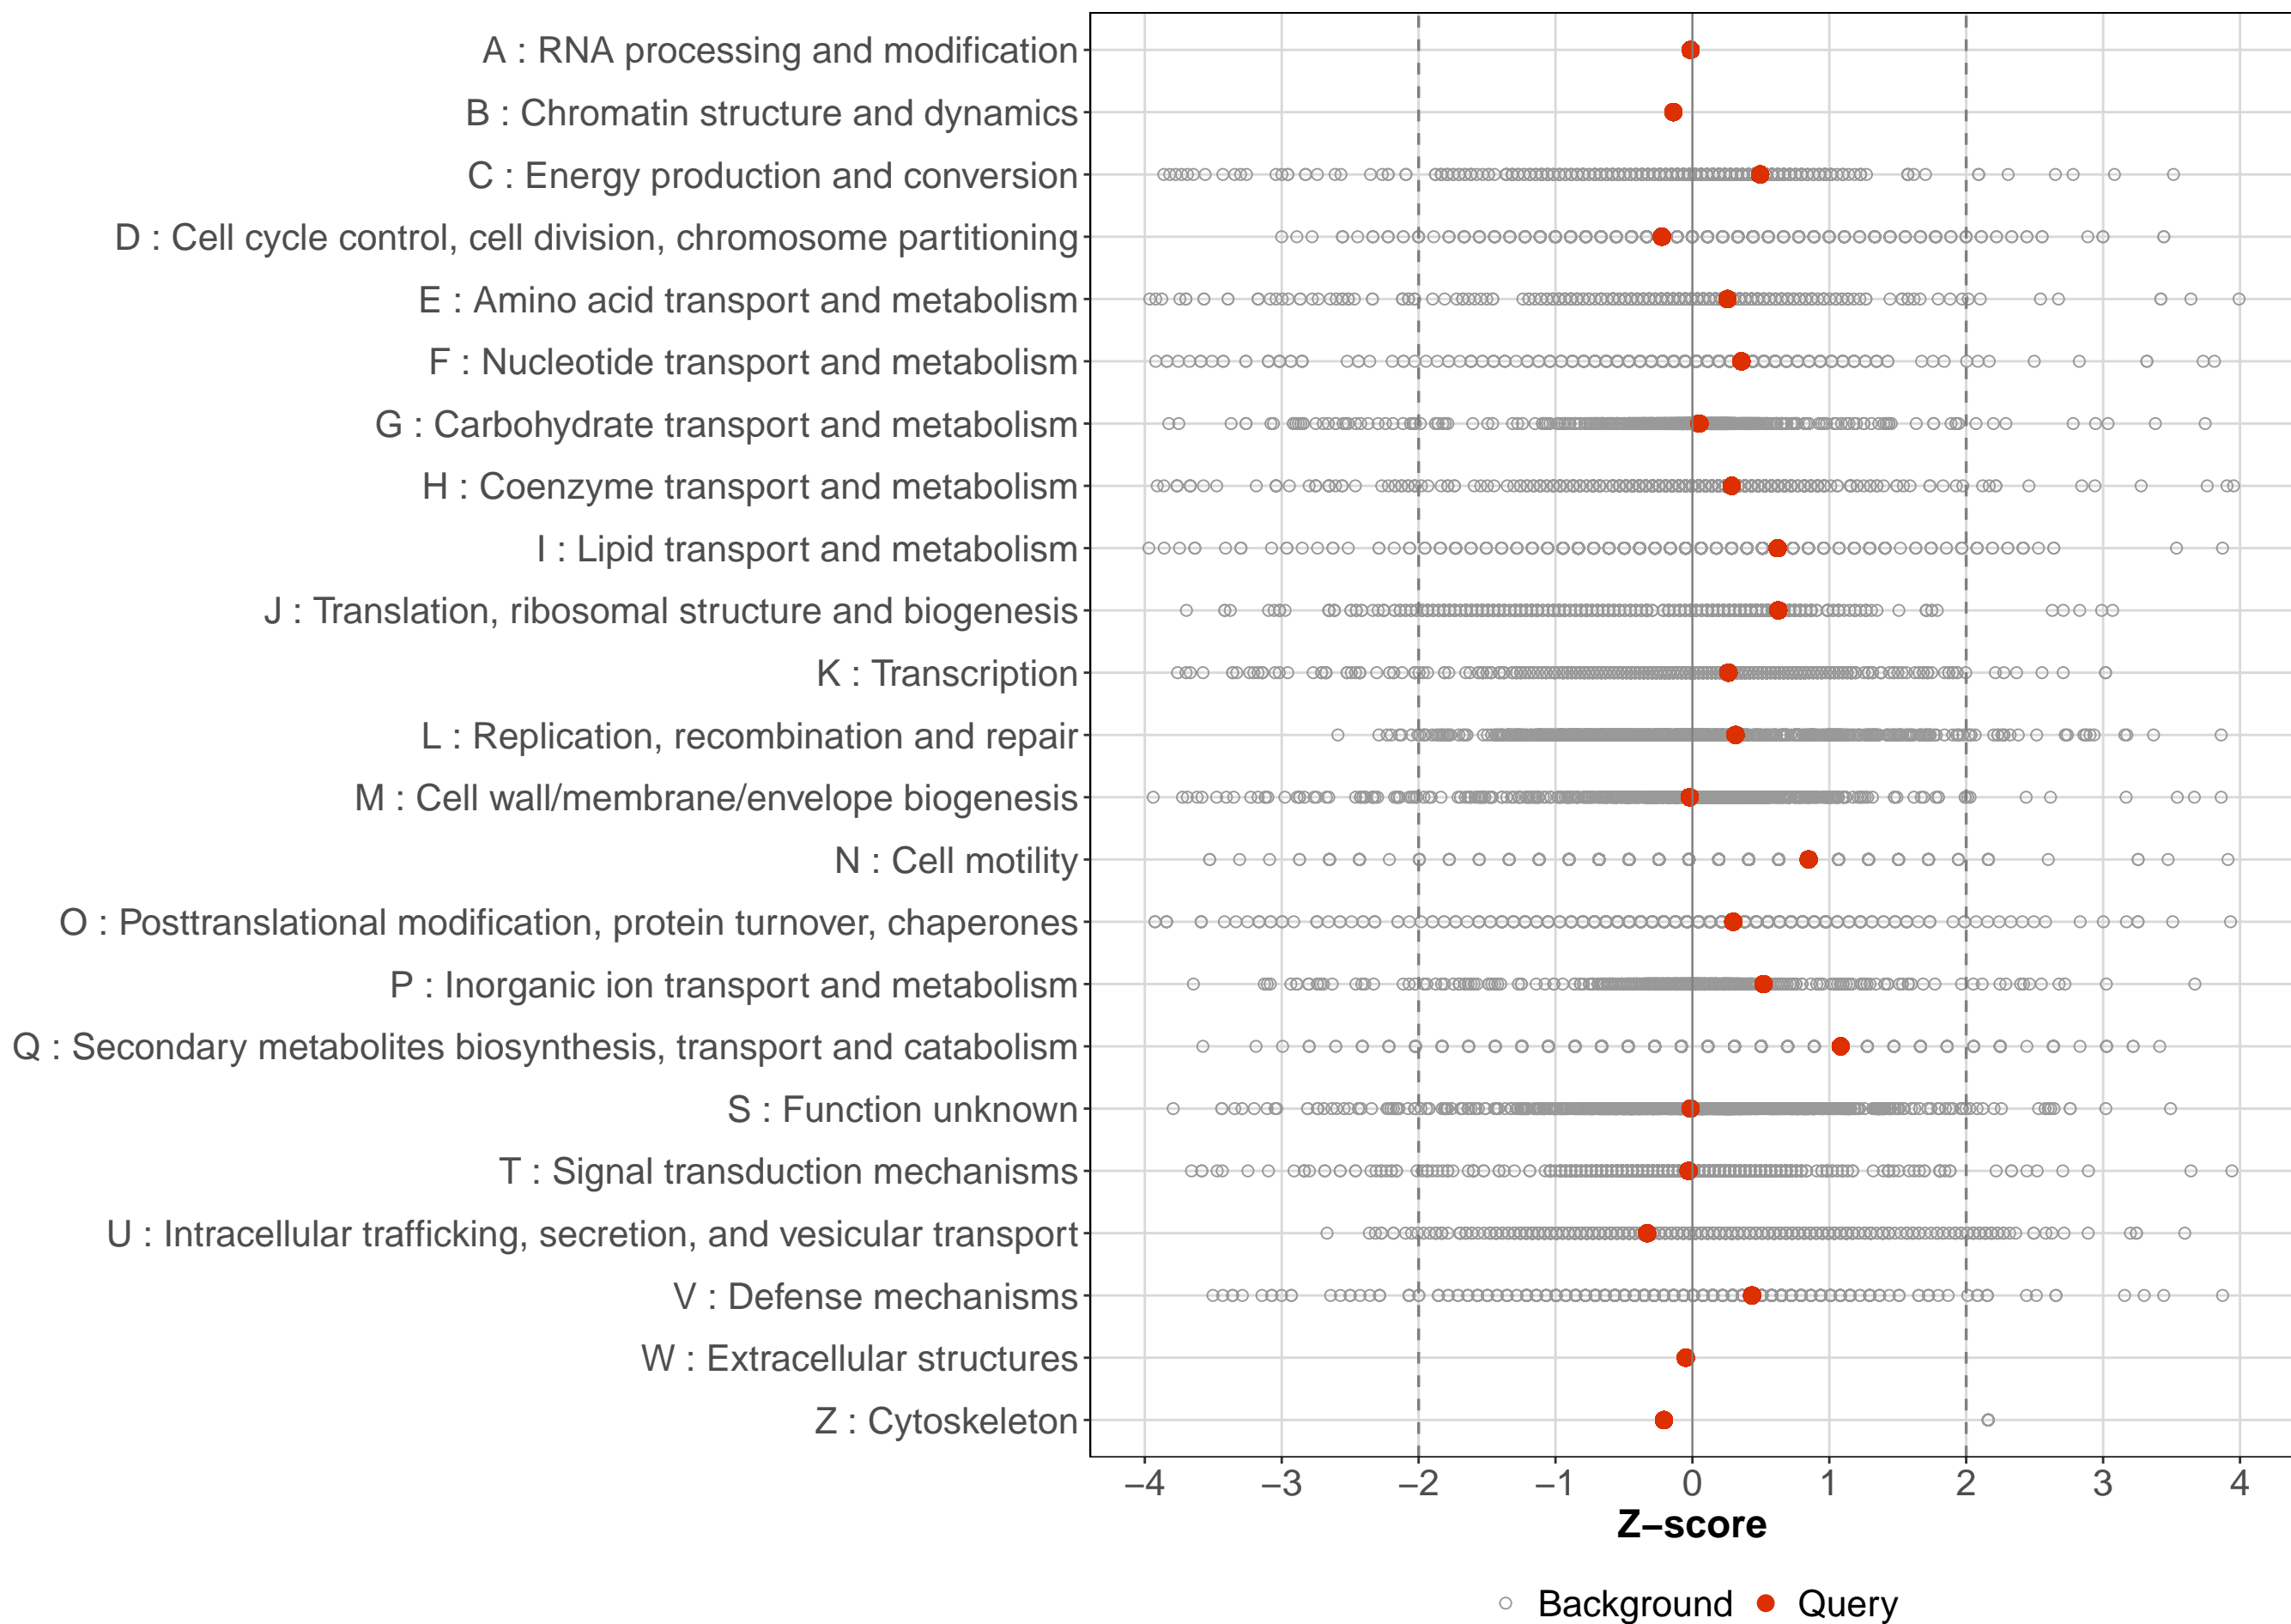 A : RNA processing and modification
B : Chromatin structure and dynamics
C : Energy production and conversion
D : Cell cycle control, cell division, chromosome partitioning
E : Amino acid transport and metabolism
F : Nucleotide transport and metabolism
G : Carbohydrate transport and metabolism
H : Coenzyme transport and metabolism
I : Lipid transport and metabolism
J : Translation, ribosomal structure and biogenesis
K : Transcription
L : Replication, recombination and repair
M : Cell wall/membrane/envelope biogenesis
N : Cell motility
O : Posttranslational modification, protein turnover, chaperones
P : Inorganic ion transport and metabolism
Q : Secondary metabolites biosynthesis, transport and catabolism
S : Function unknown
T : Signal transduction mechanisms
U : Intracellular trafficking, secretion, and vesicular transport
V : Defense mechanisms
W : Extracellular structures
Z : Cytoskeleton
−4 −3 −2 −1 0 1 2 3 4
Z−score
Background Query